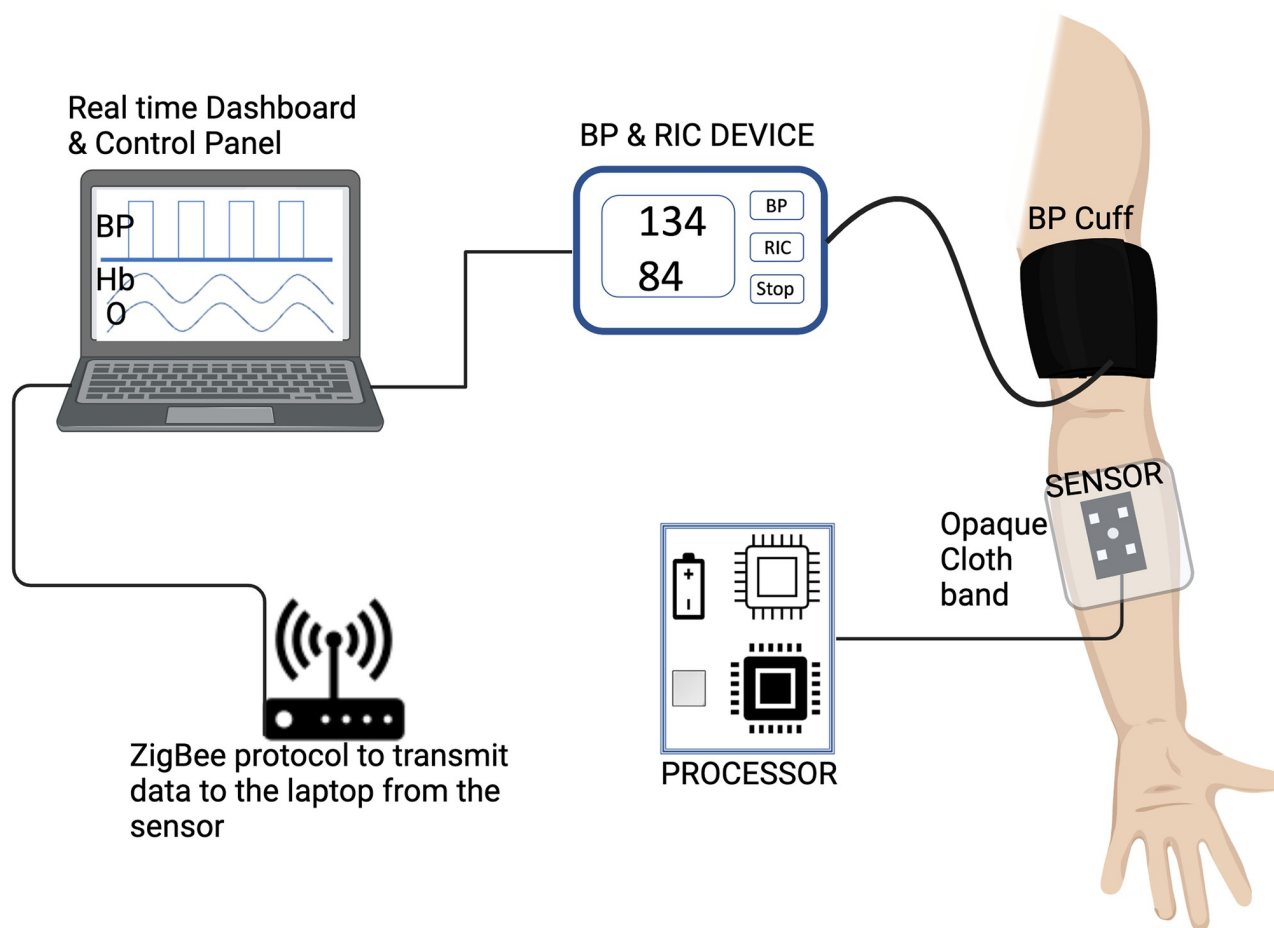 Real time Dashboard
& Control Panel
BP
Hb
O
BP & RIC DEVICE
134
84
BP
RIC
Stop
BP Cuff
SENSOR
Opaque
Cloth
band
+
-
PROCESSOR
ZigBee protocol to transmit
data to the laptop from the
sensor